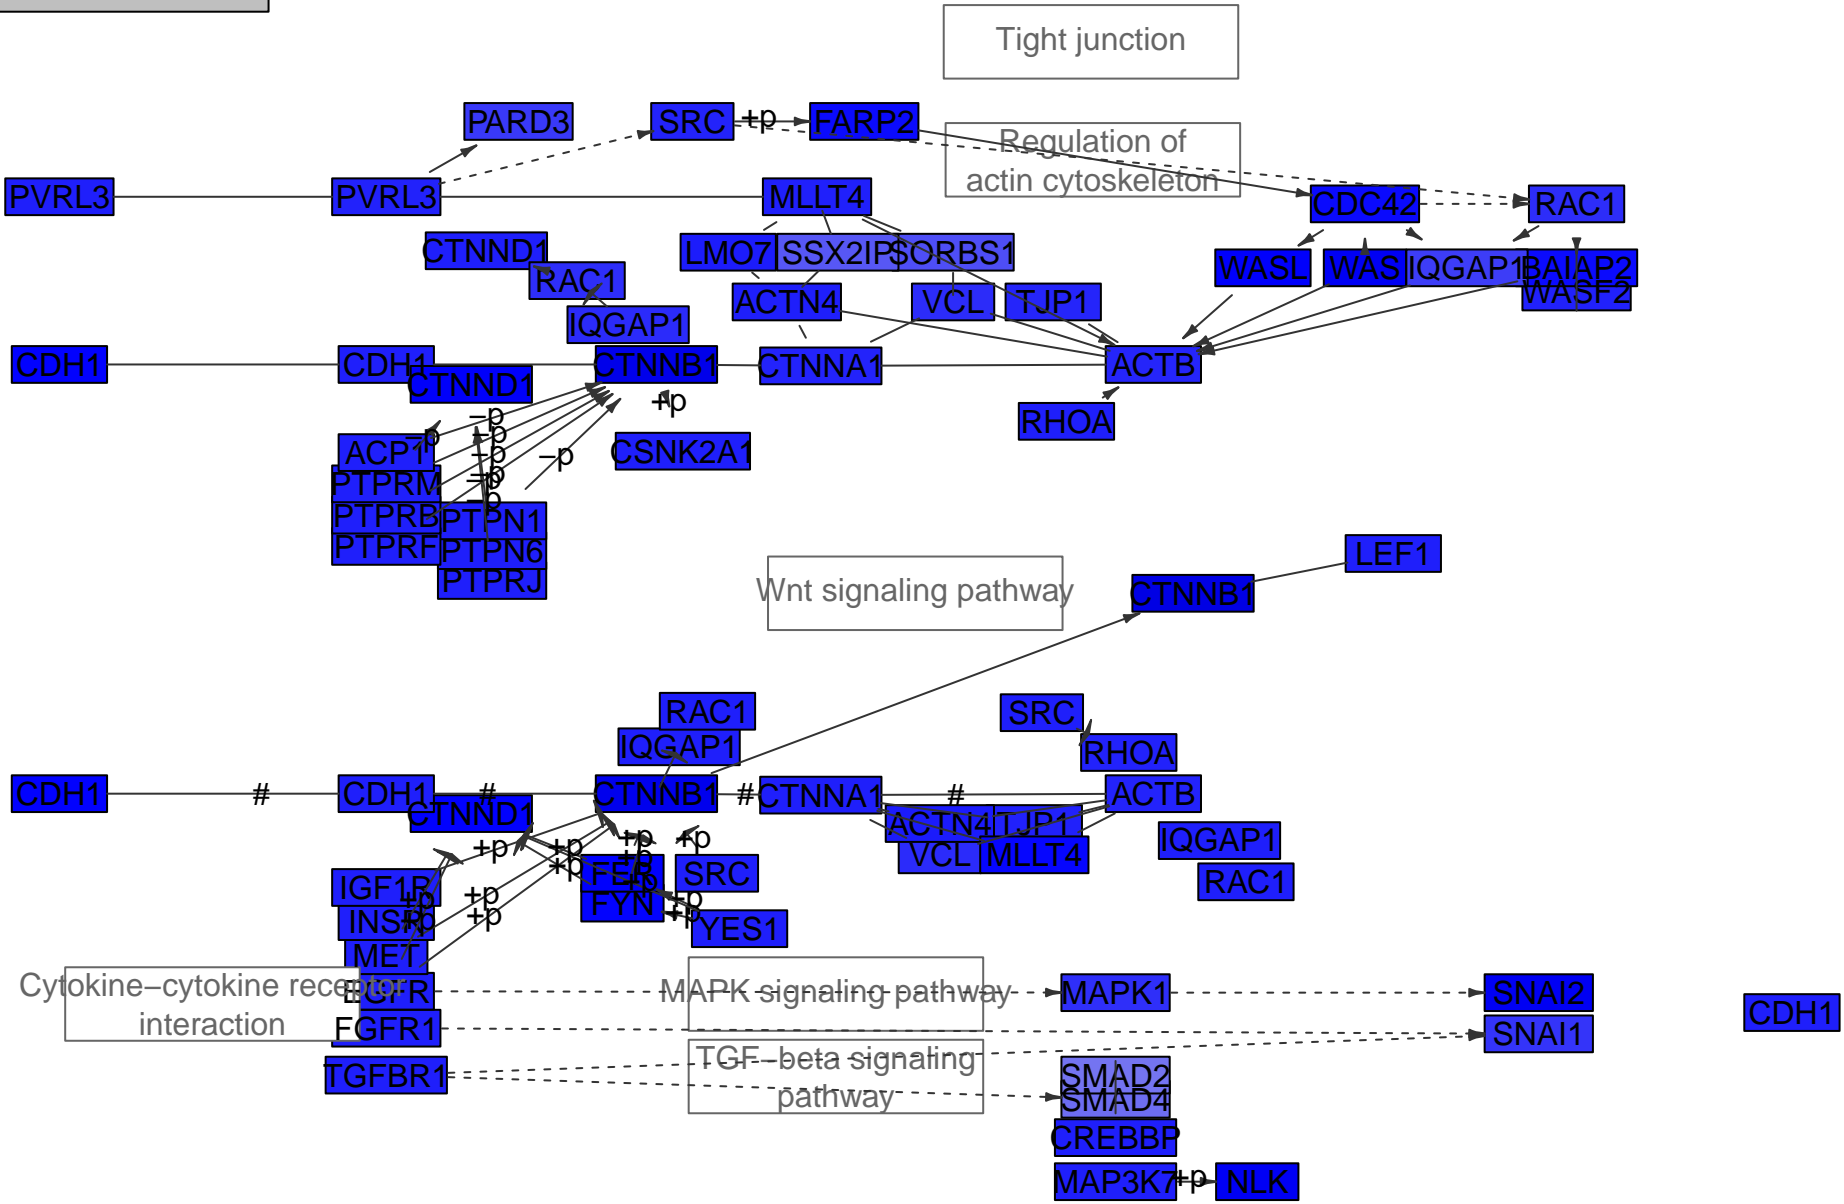 Tight junction
PARD3
SRC
+p
FARP2
Regulation of
actin cytoskeleton
PVRL3
PVRL3
MLLT4
CDC42
RAC1
CTNND1
LMO7
SSX2IP
SORBS1
WASL
WAS
IQGAP1
BAIAP2
WASF2
RAC1
ACTN4
VCL
TJP1
IQGAP1
CDH1
CDH1
CTNNB1
CTNNA1
ACTB
CTNND1
+p
–p
–p
–p
–p
–p
–p
–p
–p
RHOA
ACP1
CSNK2A1
PTPRM
PTPRB
PTPN1
PTPRF
PTPN6
PTPRJ
LEF1
Wnt signaling pathway
CTNNB1
RAC1
SRC
IQGAP1
RHOA
CDH1
#
CDH1
#
CTNNB1
#
CTNNA1
#
ACTB
CTNND1
ACTN4
TJP1
IQGAP1
VCL
MLLT4
+p
+p
+p
+p
+p
+p
FER
+p
SRC
RAC1
IGF1R
+p
+p
FYN
+p
+p
INSR
+p
+p
YES1
MET
Cytokine–cytokine receptor
interaction
EGFR
MAPK signaling pathway
MAPK1
SNAI2
CDH1
FGFR1
SNAI1
TGFBR1
TGF–beta signaling
pathway
SMAD2
SMAD4
CREBBP
MAP3K7
+p
NLK